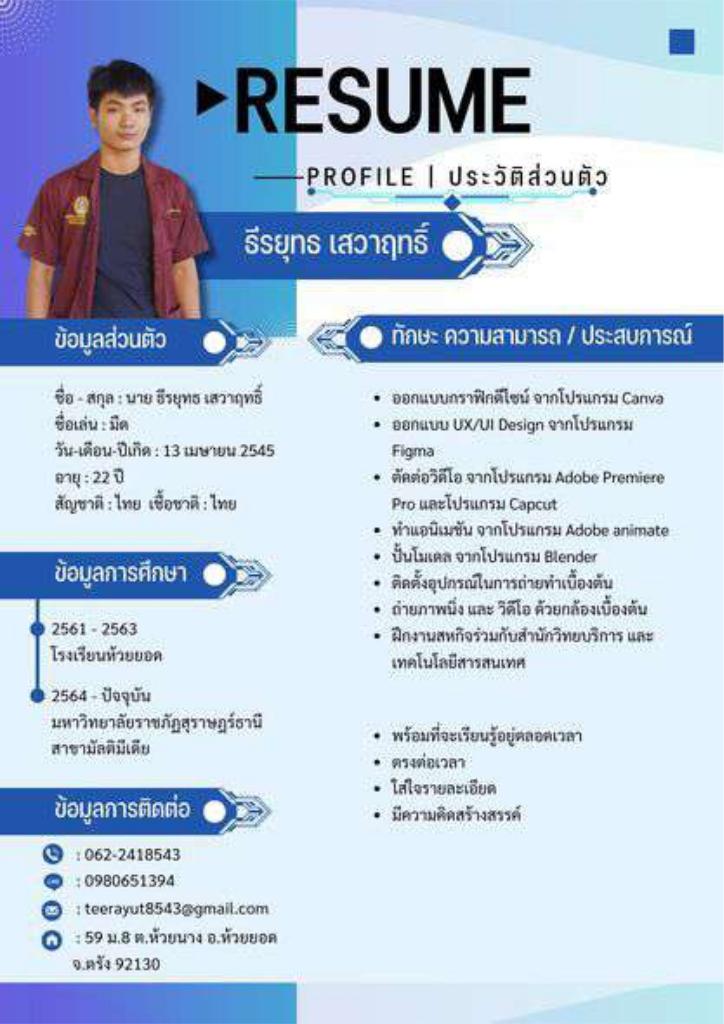 RESUME
PROFILE | ประวัติส่วนตัว
ธีรยุทธ เสวาฤทธิ์
ข้อมูลส่วนตัว
ชื่อ - สกุล : นาย ธีรยุทธ เสวาฤทธิ์
ชื่อเล่น : มืด
วัน-เดือน-ปีเกิด : 13 เมษายน 2545
อายุ : 22 ปี
สัญชาติ : ไทย เชื้อชาติ : ไทย
ข้อมูลการศึกษา
2561 - 2563
โรงเรียนห้วยยอด
2564 - ปัจจุบัน
มหาวิทยาลัยราชภัฏสุราษฎร์ธานี
สาขามัลติมีเดีย
ข้อมูลการติดต่อ
: 062-2418543
: 0980651394
: teerayut8543@gmail.com
: 59 ม.8 ต.ห้วยนาง อ.ห้วยยอด
จ.ตรัง 92130
ทักษะ ความสามารถ / ประสบการณ์
• ออกแบบกราฟิกดีไซน์ จากโปรแกรม Canva
• ออกแบบ UX/UI Design จากโปรแกรม
Figma
• ตัดต่อวิดีโอ จากโปรแกรม Adobe Premiere
Pro และโปรแกรม Capcut
• ทำแอนิเมชัน จากโปรแกรม Adobe animate
• ปั้นโมเดล จากโปรแกรม Blender
• ติดตั้งอุปกรณ์ในการถ่ายทำเบื้องต้น
• ถ่ายภาพนิ่ง และ วิดีโอ ด้วยกล้องเบื้องต้น
• ฝึกงานสหกิจร่วมกับสำนักวิทยบริการ และ
เทคโนโลยีสารสนเทศ
• พร้อมที่จะเรียนรู้อยู่ตลอดเวลา
• ตรงต่อเวลา
• ใส่ใจรายละเอียด
• มีความคิดสร้างสรรค์